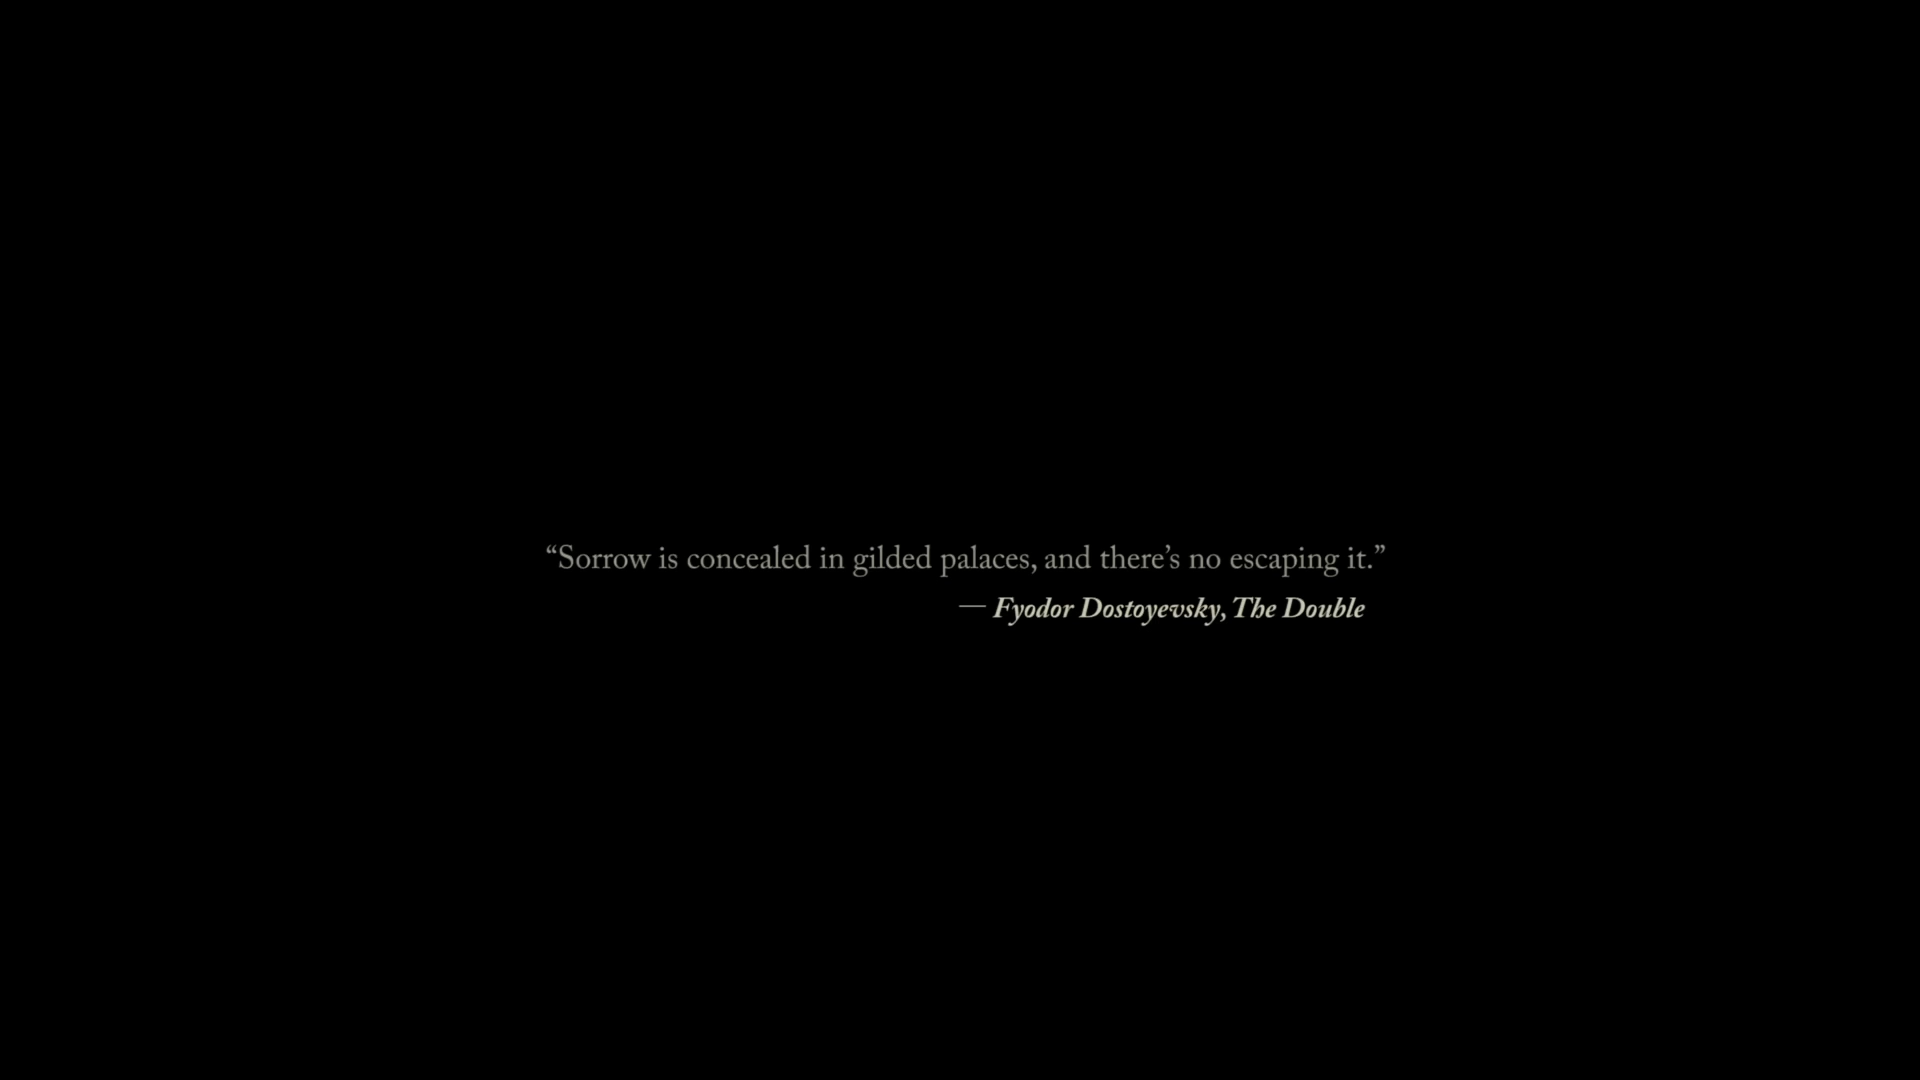 “Sorrow is concealed in gilded palaces, and there’s no escaping it.”
— Fyodor Dostoyevsky, The Double